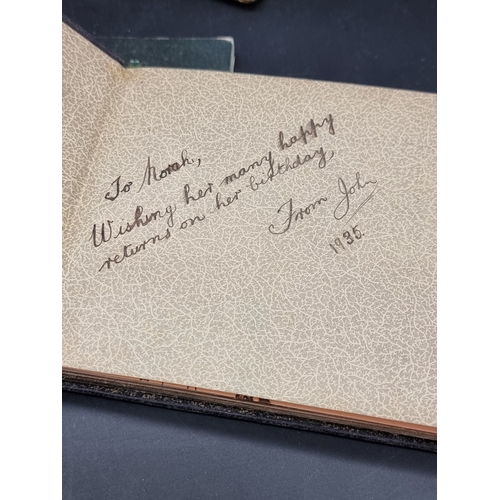 To Norah,
Wishing her many happy
returns on her birthday,
From John
1935.